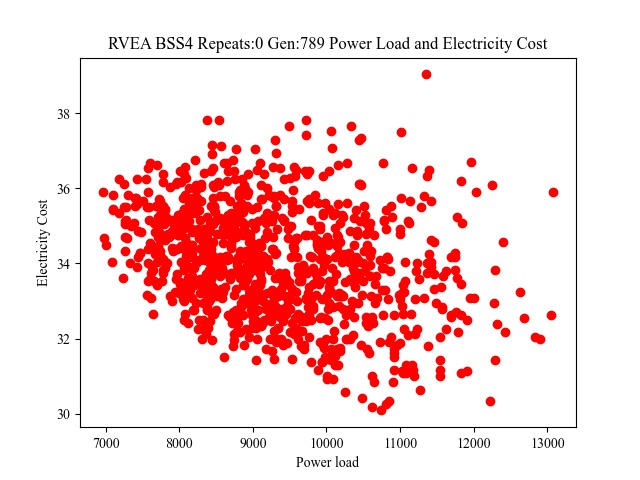 RVEA BSS4 Repeats:0 Gen:789 Power Load and Electricity Cost
38
36
34
32
30
Electricity Cost
7000 8000 9000 10000 11000 12000 13000
Power load